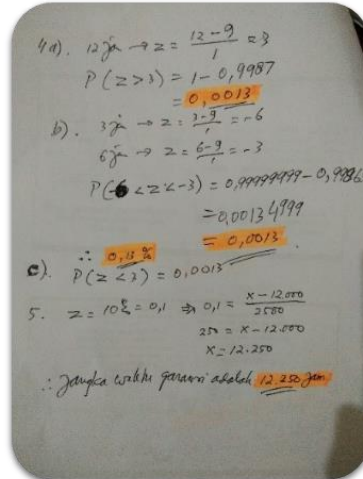 4 a). 12 jam → z = 12 - 9 / 1 = 3
P(z > 3) = 1 - 0,9987
= 0,0013
b). 3 jam → z = 3-9 / 1 = -6
6 jam → z = 6-9 / 1 = -3
P(-6 < z < -3) = 0,99999999 - 0,9986
= 0,00134999
= 0,0013
∴ 0,13 %
c). P(z < 3) = 0,0013
5. z = 10% = 0,1 ⇒ 0,1 = x - 12.000 / 2500
250 = x - 12.000
x = 12.250
∴ Jangka waktu garansi adalah 12.250 jam